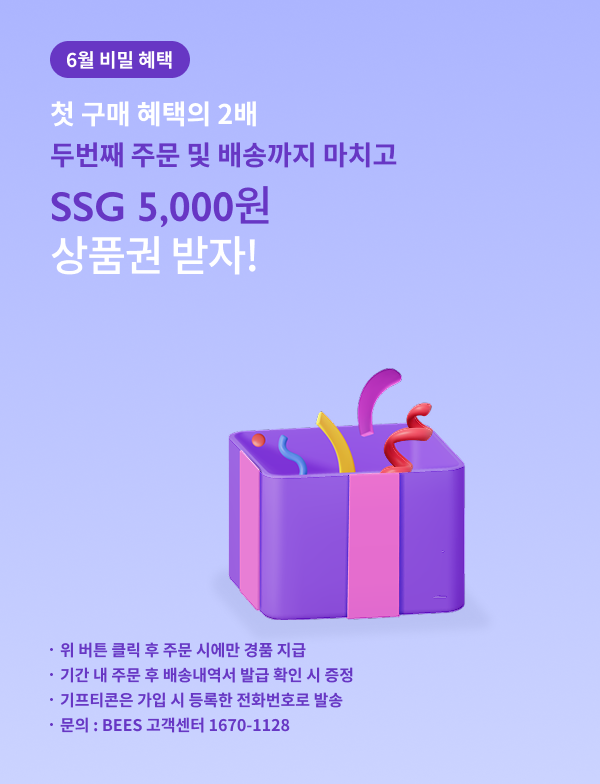 6월 비밀 혜택
첫 구매 혜택의 2배
두번째 주문 및 배송까지 마치고
SSG 5,000원
상품권 받자!
· 위 버튼 클릭 후 주문 시에만 경품 지급
· 기간 내 주문 후 배송내역서 발급 확인 시 증정
· 기프티콘은 가입 시 등록한 전화번호로 발송
· 문의 : BEES 고객센터 1670-1128